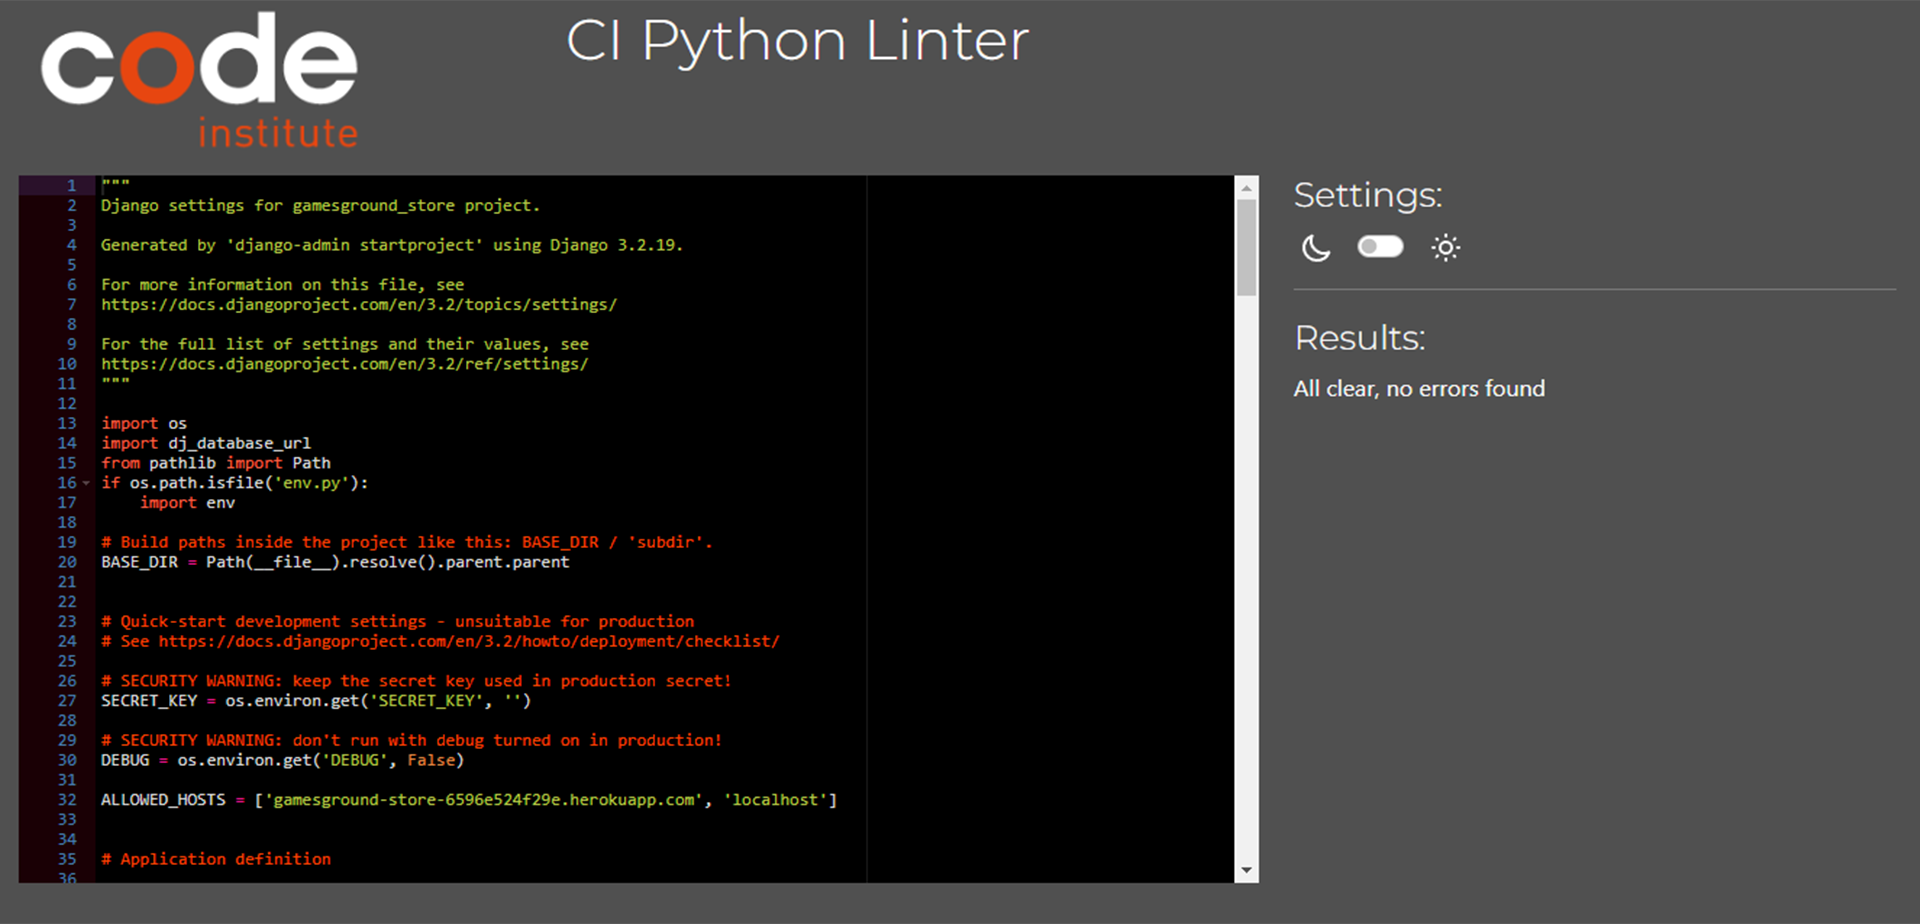 code
institute
CI Python Linter
1 """
2 Django settings for gamesground_store project.
3
4 Generated by 'django-admin startproject' using Django 3.2.19.
5
6 For more information on this file, see
7 https://docs.djangoproject.com/en/3.2/topics/settings/
8
9 For the full list of settings and their values, see
10 https://docs.djangoproject.com/en/3.2/ref/settings/
11 """
12
13 import os
14 import dj_database_url
15 from pathlib import Path
16 if os.path.isfile('env.py'):
17     import env
18
19 # Build paths inside the project like this: BASE_DIR / 'subdir'.
20 BASE_DIR = Path(__file__).resolve().parent.parent
21
22
23 # Quick-start development settings - unsuitable for production
24 # See https://docs.djangoproject.com/en/3.2/howto/deployment/checklist/
25
26 # SECURITY WARNING: keep the secret key used in production secret!
27 SECRET_KEY = os.environ.get('SECRET_KEY', '')
28
29 # SECURITY WARNING: don't run with debug turned on in production!
30 DEBUG = os.environ.get('DEBUG', False)
31
32 ALLOWED_HOSTS = ['gamesground-store-6596e524f29e.herokuapp.com', 'localhost']
33
34
35 # Application definition
36
Settings:
Results:
All clear, no errors found